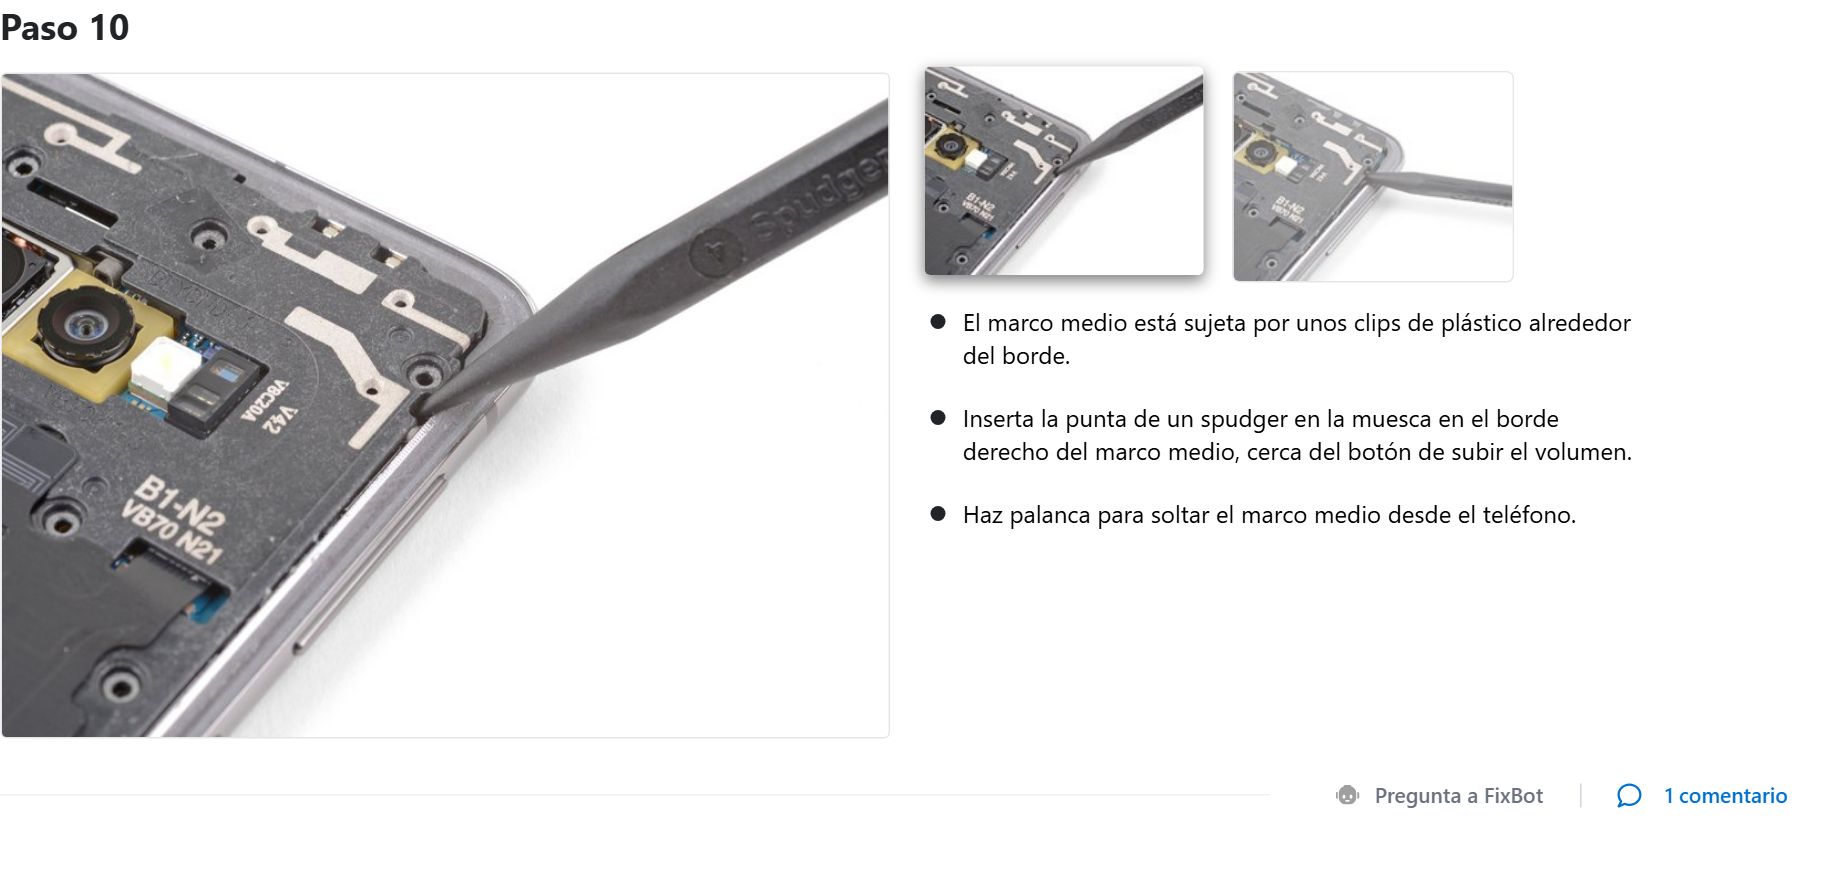 Paso 10
4 Spudger
V8C20A
V42
B1-N2
VB70 N21
El marco medio está sujeta por unos clips de plástico alrededor
del borde.
Inserta la punta de un spudger en la muesca en el borde
derecho del marco medio, cerca del botón de subir el volumen.
Haz palanca para soltar el marco medio desde el teléfono.
Pregunta a FixBot
1 comentario